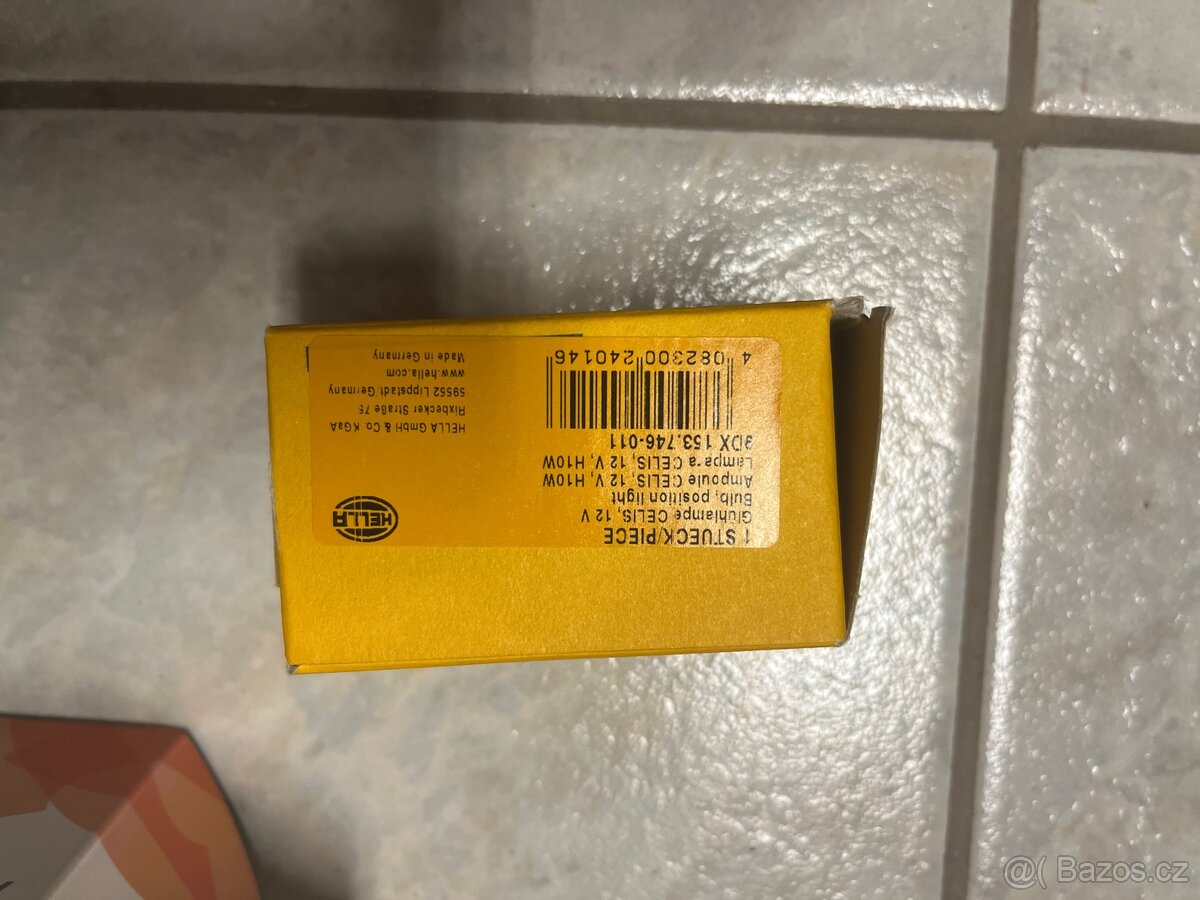 1 STUECK/PIECE
Glühlampe CELIS, 12 V
Bulb, position light
Ampoule CELIS, 12 V, H10W
Lampara CELIS, 12 V, H10W
9DX 153.746-011
4 082300 240146
HELLA
HELLA GmbH & Co. KGaA
Rixbecker Straße 75
59552 Lippstadt, Germany
www.hella.com
Made in Germany
@( Bazos.cz